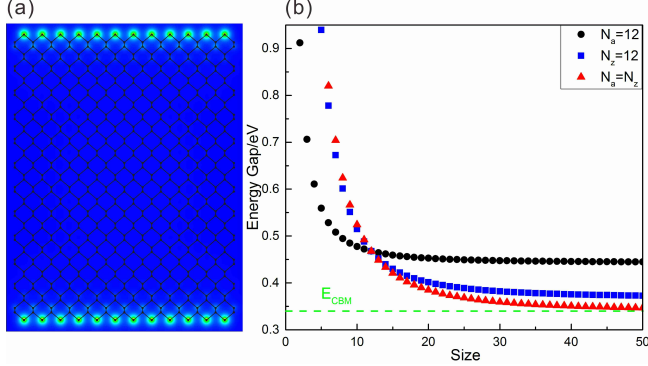 (a)
(b)
N_a=12
N_z=12
N_a=N_z
0.9
0.8
0.7
0.6
0.5
0.4
0.3
Energy Gap/eV
E_CBM
0 10 20 30 40 50
Size